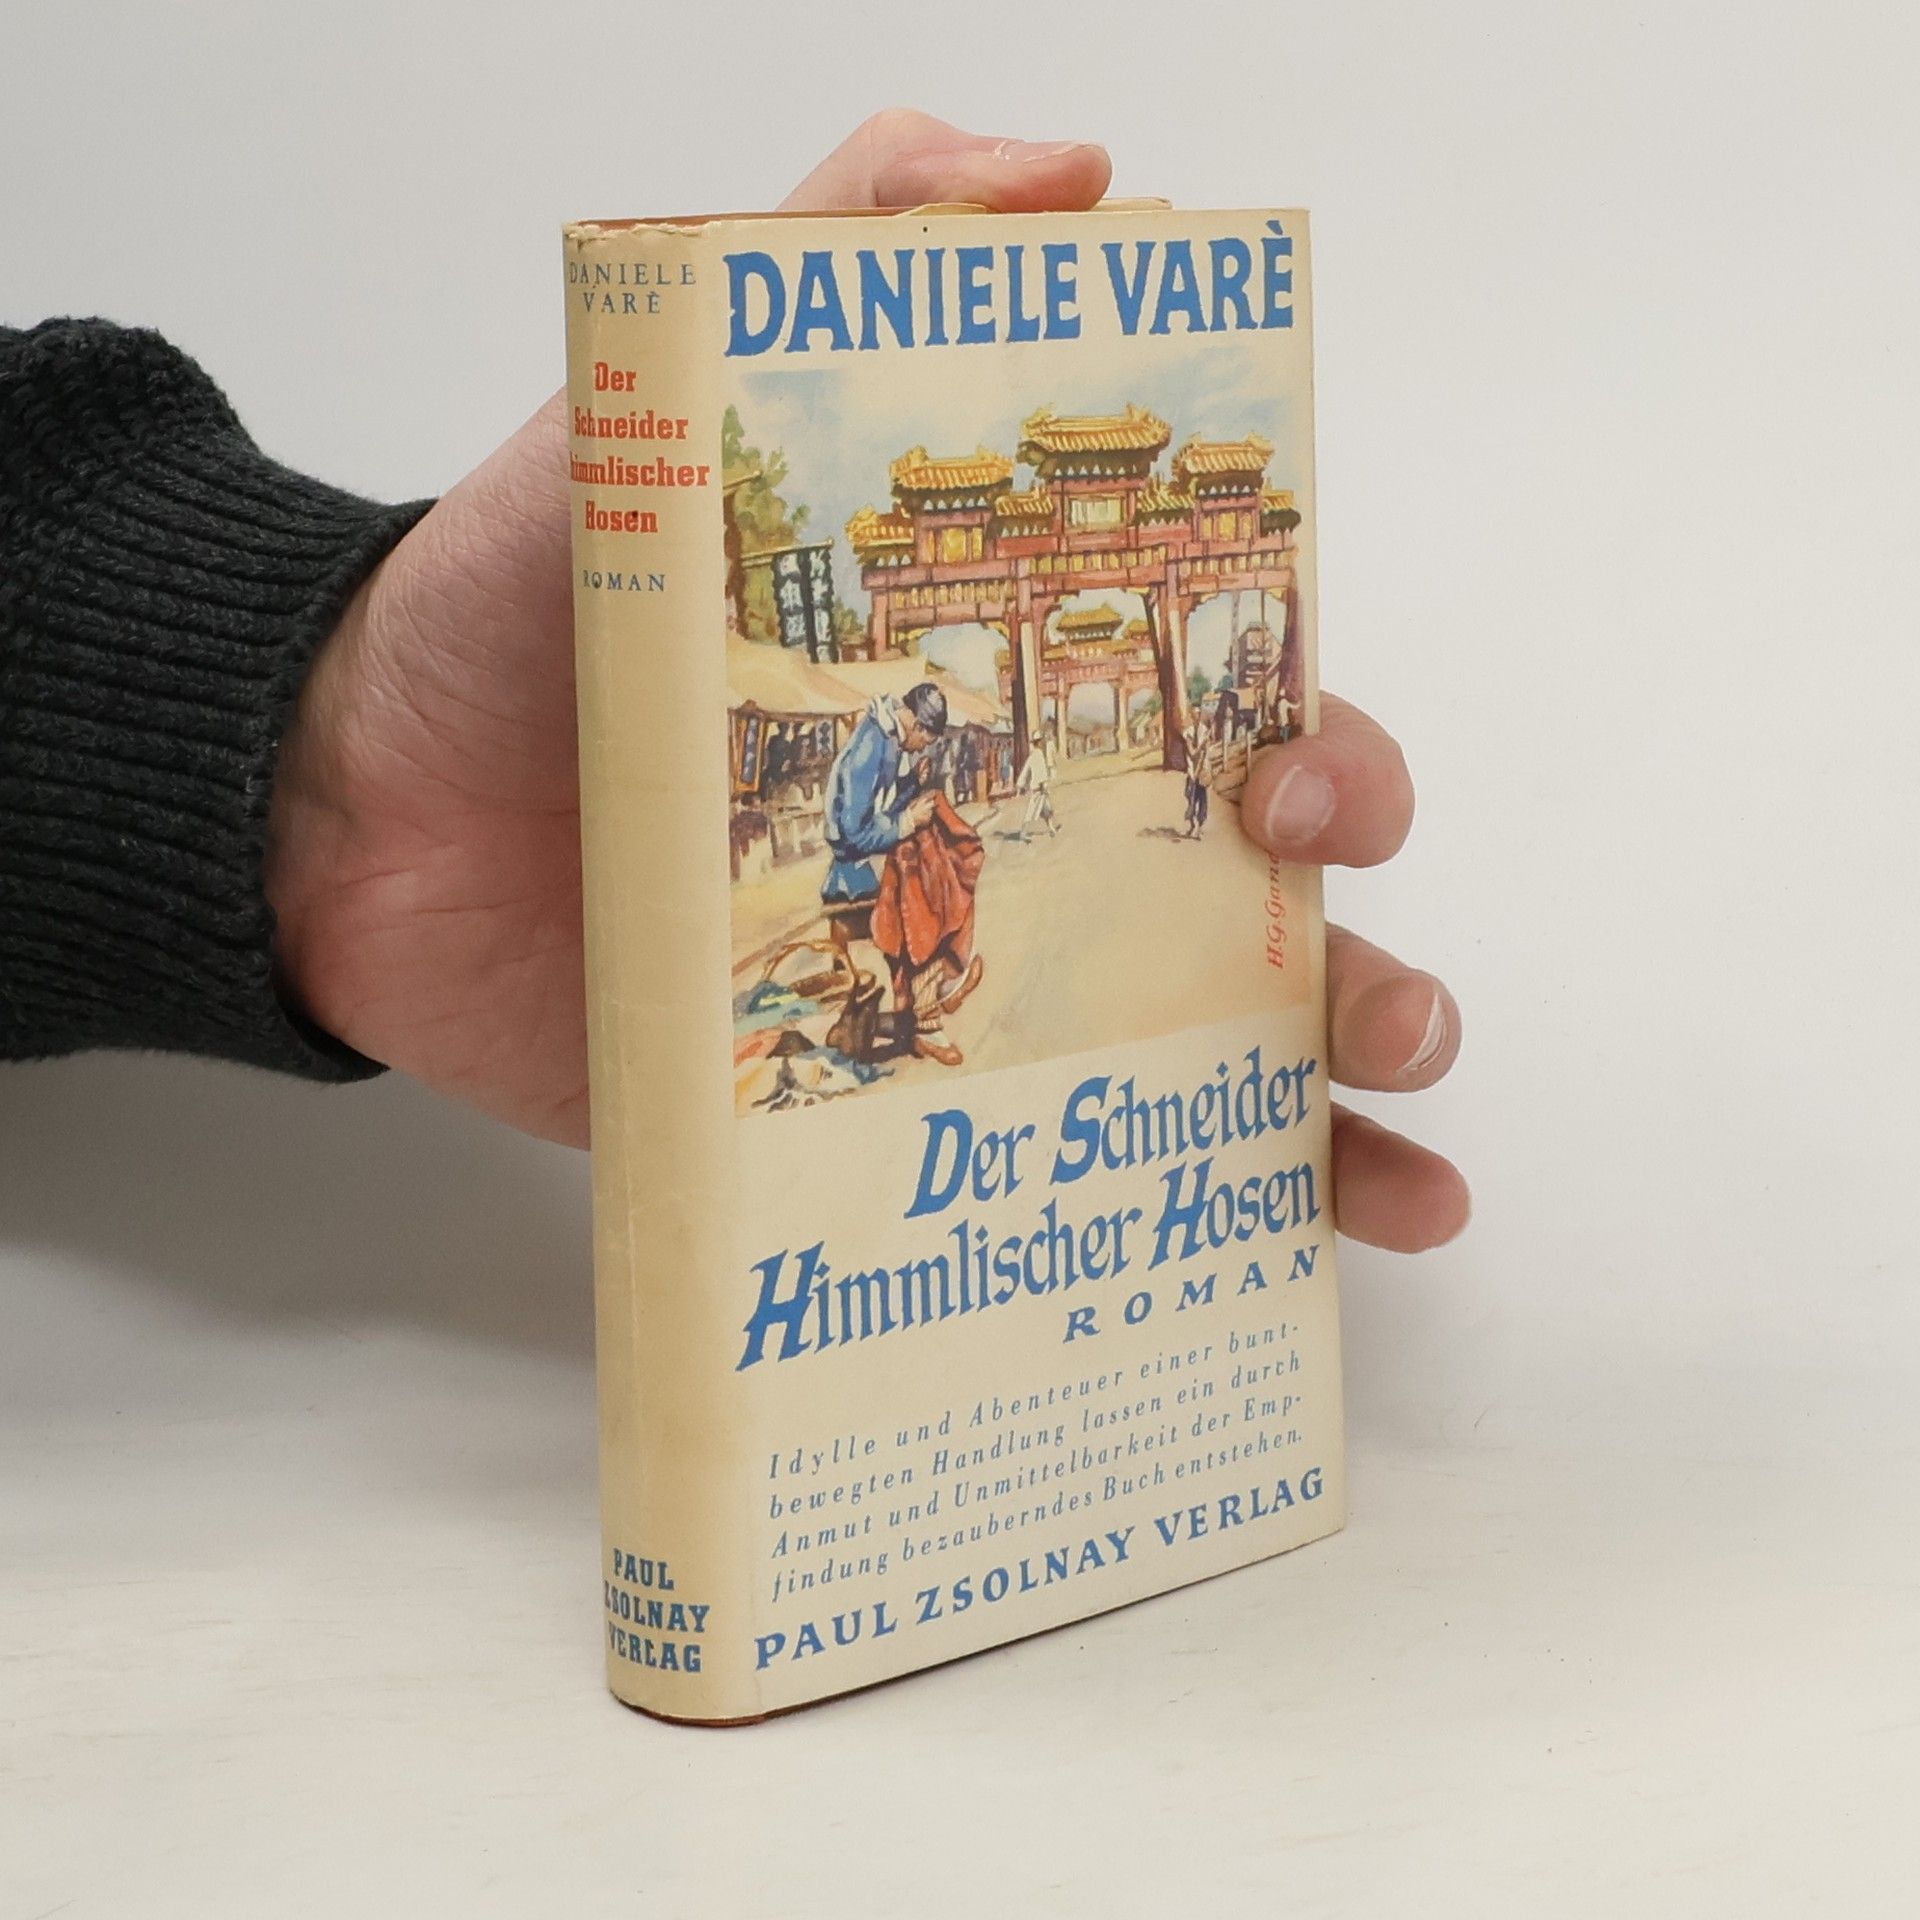 DANIELE
VARÈ
Der
Schneider
himmlischer
Hosen
ROMAN
PAUL
ZSOLNAY
VERLAG
DANIELE VARÈ
Der Schneider
Himmlischer Hosen
ROMAN
Idylle und Abenteuer einer bunt-
bewegten Handlung lassen ein durch
Anmut und Unmittelbarkeit der Emp-
findung bezauberndes Buch entstehen.
PAUL ZSOLNAY VERLAG